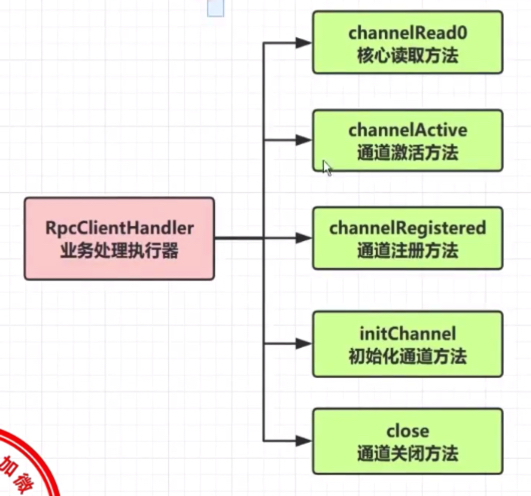 channelRead0
核心读取方法
channelActive
通道激活方法
RpcClientHandler
业务处理执行器
channelRegistered
通道注册方法
initChannel
初始化通道方法
close
通道关闭方法
加微